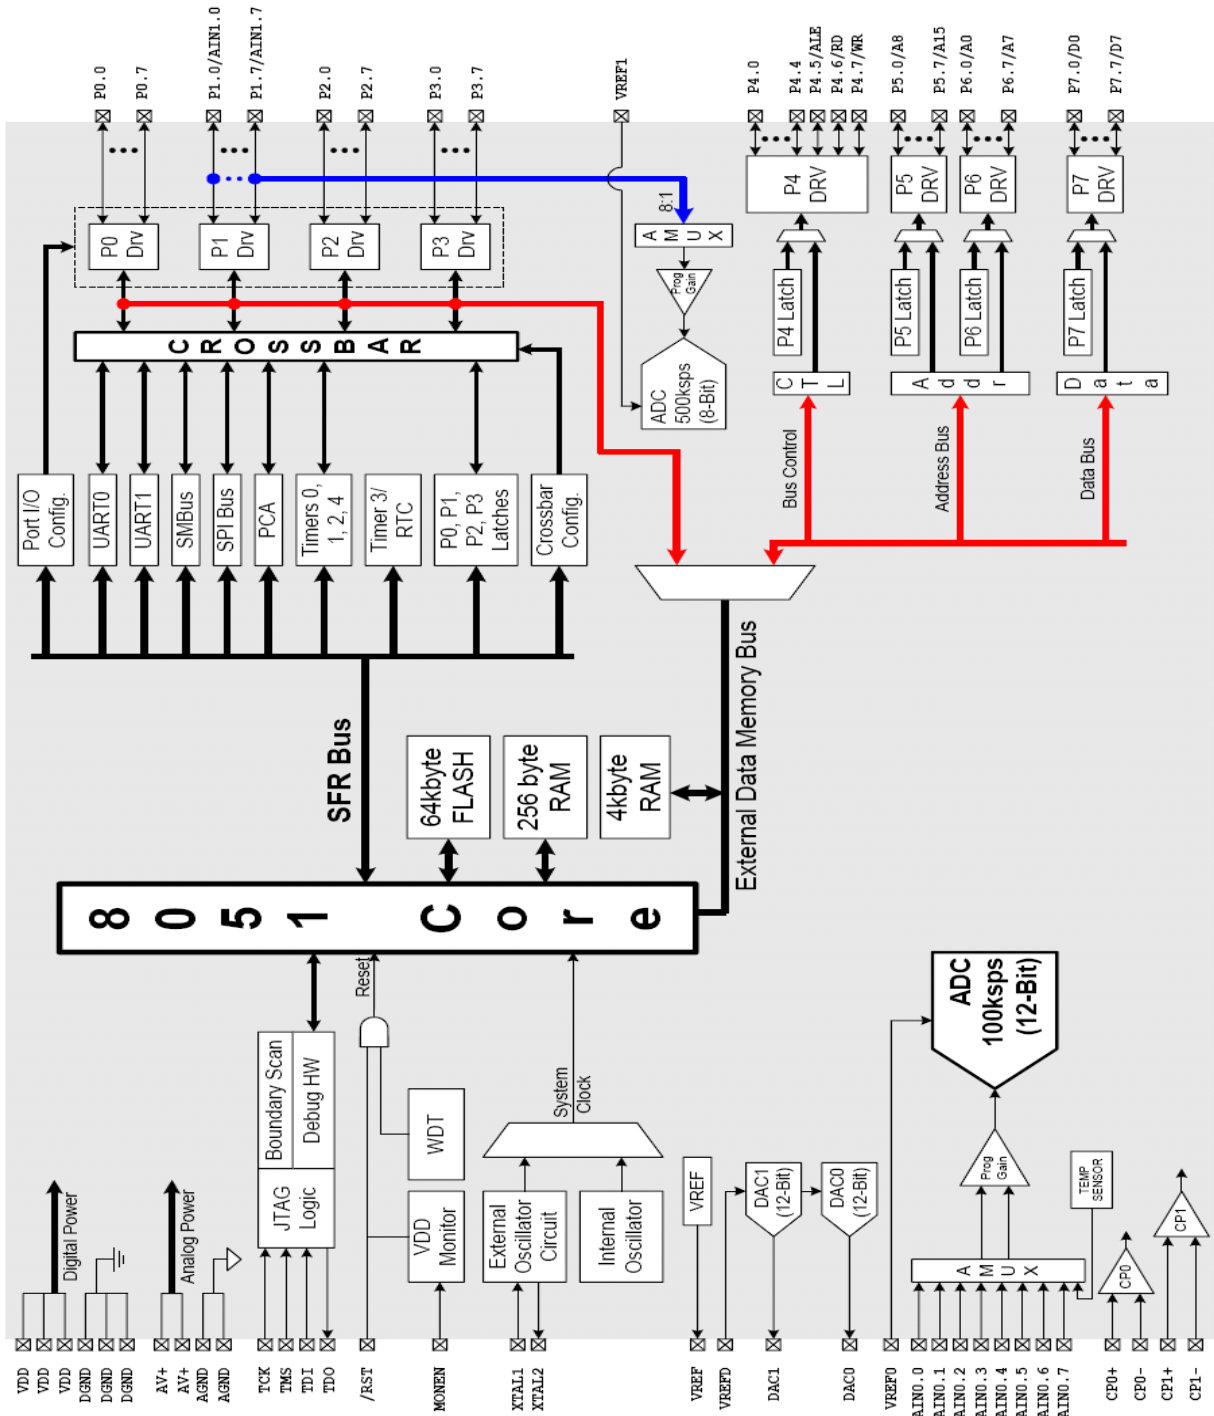 P0.0
P0.7
P1.0/AIN1.0
P1.7/AIN1.7
P2.0
P2.7
P3.0
P3.7
VREF1
P4.0
P4.4
P4.5/ALE
P4.6/RD
P4.7/WR
P5.0/A8
P5.7/A15
P6.0/A0
P6.7/A7
P7.0/D0
P7.7/D7
P0
Drv
P1
Drv
P2
Drv
P3
Drv
8:1
AMUX
Prog
Gain
ADC
500ksps
(8-Bit)
P4
DRV
P5
DRV
P6
DRV
P7
DRV
P4 Latch
P5 Latch
P6 Latch
P7 Latch
CTL
Addr
Data
CROSSBAR
Bus Control
Address Bus
Data Bus
Port I/O
Config.
UART0
UART1
SMBus
SPI Bus
PCA
Timers 0,
1, 2, 4
Timer 3/
RTC
P0, P1,
P2, P3
Latches
Crossbar
Config.
SFR Bus
64kbyte
FLASH
256 byte
RAM
4kbyte
RAM
External Data Memory Bus
8051 Core
Reset
System
Clock
Boundary Scan
Debug HW
JTAG
Logic
WDT
VDD
Monitor
External
Oscillator
Circuit
Internal
Oscillator
VREF
DAC1
(12-Bit)
DAC0
(12-Bit)
ADC
100ksps
(12-Bit)
Prog
Gain
AMUX
TEMP
SENSOR
CP0
CP1
Digital Power
Analog Power
VDD
VDD
VDD
DGND
DGND
DGND
AV+
AV+
AGND
AGND
TCK
TMS
TDI
TDO
/RST
MONEN
XTAL1
XTAL2
VREF
VREFD
DAC1
DAC0
VREF0
AIN0.0
AIN0.1
AIN0.2
AIN0.3
AIN0.4
AIN0.5
AIN0.6
AIN0.7
CP0+
CP0-
CP1+
CP1-